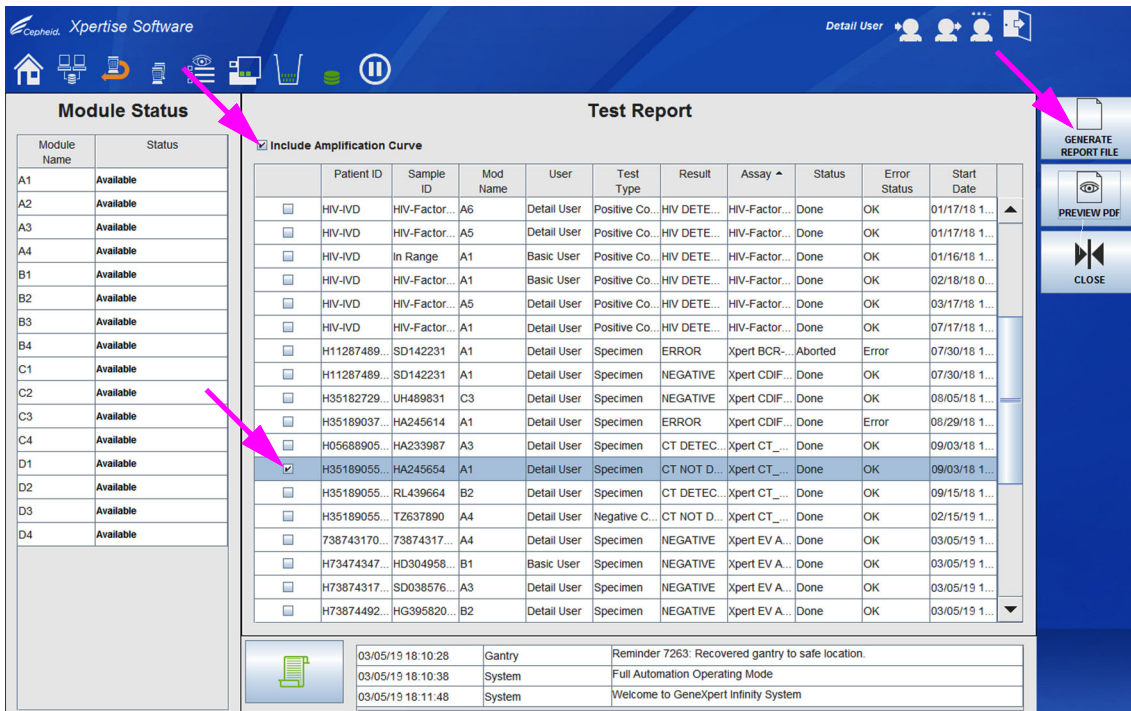 Cepheid. Xpertise Software
Detail User
Module Status
Module Name Status
A1 Available
A2 Available
A3 Available
A4 Available
B1 Available
B2 Available
B3 Available
B4 Available
C1 Available
C2 Available
C3 Available
C4 Available
D1 Available
D2 Available
D3 Available
D4 Available
Test Report
Include Amplification Curve
Patient ID Sample ID Mod Name User Test Type Result Assay Status Error Status Start Date
HIV-IVD HIV-Factor... A6 Detail User Positive Co... HIV DETE... HIV-Factor... Done OK 01/17/18 1...
HIV-IVD HIV-Factor... A5 Detail User Positive Co... HIV DETE... HIV-Factor... Done OK 01/17/18 1...
HIV-IVD In Range A1 Basic User Positive Co... HIV DETE... HIV-Factor... Done OK 01/16/18 1...
HIV-IVD HIV-Factor... A1 Basic User Positive Co... HIV DETE... HIV-Factor... Done OK 02/18/18 0...
HIV-IVD HIV-Factor... A5 Detail User Positive Co... HIV DETE... HIV-Factor... Done OK 03/17/18 1...
HIV-IVD HIV-Factor... A1 Detail User Positive Co... HIV DETE... HIV-Factor... Done OK 07/17/18 1...
H11287489... SD142231 A1 Detail User Specimen ERROR Xpert BCR-... Aborted Error 07/30/18 1...
H11287489... SD142231 A1 Detail User Specimen NEGATIVE Xpert CDIF... Done OK 07/30/18 1...
H35182729... UH489831 C3 Detail User Specimen NEGATIVE Xpert CDIF... Done OK 08/05/18 1...
H35189037... HA245614 A1 Detail User Specimen ERROR Xpert CDIF... Done Error 08/29/18 1...
H05688905... HA233987 A3 Detail User Specimen CT DETEC... Xpert CT_... Done OK 09/03/18 1...
H35189055... HA245654 A1 Detail User Specimen CT NOT D... Xpert CT_... Done OK 09/03/18 1...
H35189055... RL439664 B2 Detail User Specimen CT DETEC... Xpert CT_... Done OK 09/15/18 1...
H35189055... TZ637890 A4 Detail User Negative C... CT NOT D... Xpert CT_... Done OK 02/15/19 1...
738743170... 73874317... A4 Detail User Specimen NEGATIVE Xpert EV A... Done OK 03/05/19 1...
H73474347... HD304958... B1 Basic User Specimen NEGATIVE Xpert EV A... Done OK 03/05/19 1...
H73874317... SD038576... A3 Detail User Specimen NEGATIVE Xpert EV A... Done OK 03/05/19 1...
H73874492... HG395820... B2 Detail User Specimen NEGATIVE Xpert EV A... Done OK 03/05/19 1...
GENERATE
REPORT FILE
PREVIEW PDF
CLOSE
03/05/19 18:10:28 Gantry Reminder 7263: Recovered gantry to safe location.
03/05/19 18:10:38 System Full Automation Operating Mode
03/05/19 18:11:48 System Welcome to GeneXpert Infinity System